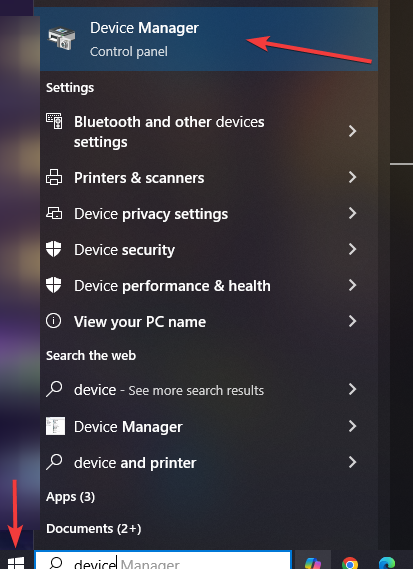 Device Manager
Control panel
Settings
Bluetooth and other devices
settings
Printers & scanners
Device privacy settings
Device security
Device performance & health
View your PC name
Search the web
device - See more search results
Device Manager
device and printer
Apps (3)
Documents (2+)
device Manager